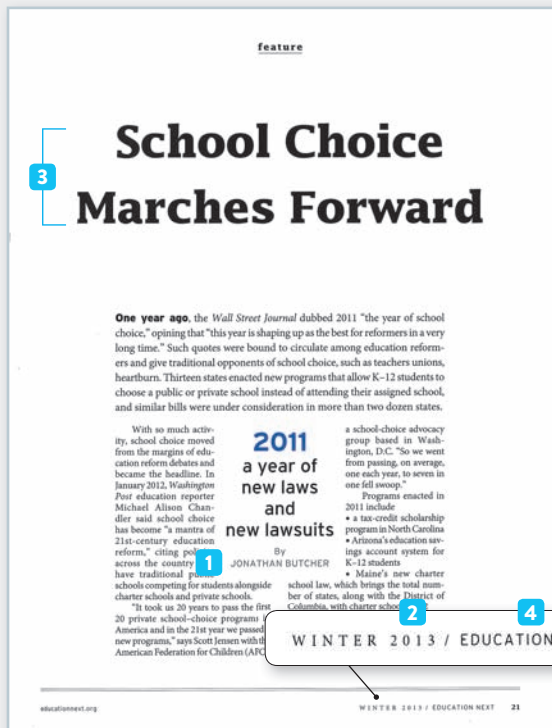 feature
3
School Choice
Marches Forward
One year ago, the Wall Street Journal dubbed 2011 "the year of school
choice," opining that "this year is shaping up as the best for reformers in a very
long time." Such quotes were bound to circulate among education reform-
ers and give traditional opponents of school choice, such as teachers unions,
heartburn. Thirteen states enacted new programs that allow K–12 students to
choose a public or private school instead of attending their assigned school,
and similar bills were under consideration in more than two dozen states.
With so much activ-
ity, school choice moved
from the margins of edu-
cation reform debates and
became the headline. In
January 2012, Washington
Post education reporter
Michael Alison Chan-
dler said school choice
has become "a mantra of
21st-century education
reform," citing
across the country
have traditional
schools competing for students alongside
charter schools and private schools.
"It took us 20 years to pass the first
20 private school–choice programs
America and in the 21st year we passed
new programs," says Scott Jensen with
American Federation for Children (AFC
2011
a year of
new laws
and
new lawsuits
By
JONATHAN BUTCHER
1
a school-choice advocacy
group based in Wash-
ington, D.C. "So we went
from passing, on average,
one each year, to seven in
one fell swoop."
Programs enacted in
2011 include
• a tax-credit scholarship
program in North Carolina
• Arizona's education sav-
ings account system for
K–12 students
• Maine's new charter
school law, which brings the total num-
ber of states, along with the District of
Columbia, with charter
2
4
WINTER 2013 / EDUCATION
educationnext.org
WINTER 2013 / EDUCATION NEXT 21